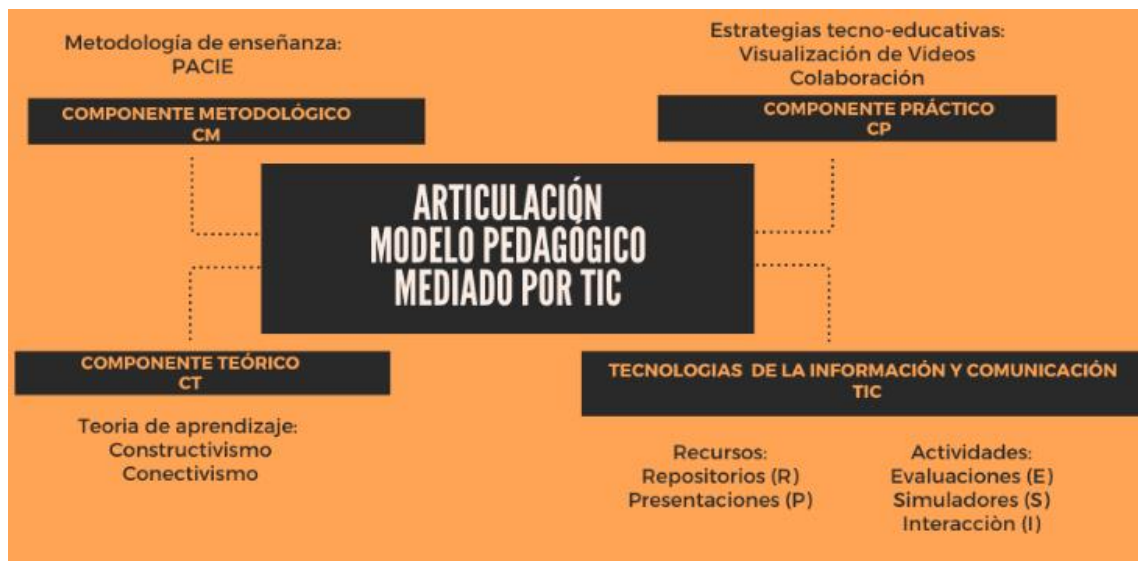 Metodología de enseñanza:
PACIE
COMPONENTE METODOLÓGICO
CM
Estrategias tecno-educativas:
Visualización de Videos
Colaboración
COMPONENTE PRÁCTICO
CP
ARTICULACIÓN
MODELO PEDAGÓGICO
MEDIADO POR TIC
COMPONENTE TEÓRICO
CT
Teoria de aprendizaje:
Constructivismo
Conectivismo
TECNOLOGIAS DE LA INFORMACIÓN Y COMUNICACIÓN
TIC
Recursos:
Repositorios (R)
Presentaciones (P)
Actividades:
Evaluaciones (E)
Simuladores (S)
Interacciòn (I)